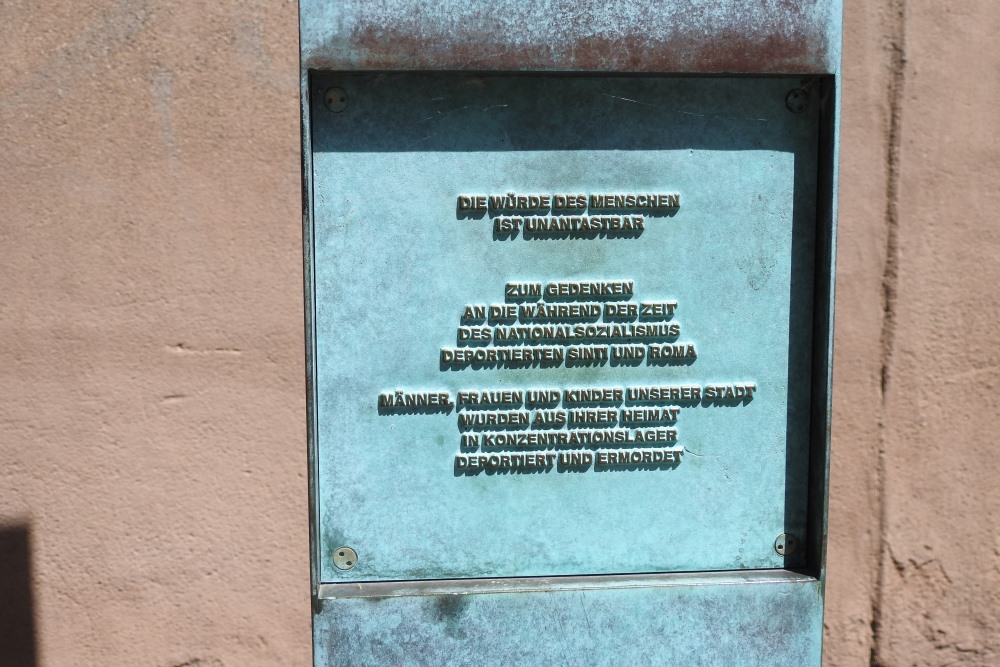 DIE WÜRDE DES MENSCHEN
IST UNANTASTBAR
ZUM GEDENKEN
AN DIE WÄHREND DER ZEIT
DES NATIONALSOZIALISMUS
DEPORTIERTEN SINTI UND ROMA
MÄNNER, FRAUEN UND KINDER UNSERER STADT
WURDEN AUS IHRER HEIMAT
IN KONZENTRATIONSLAGER
DEPORTIERT UND ERMORDET